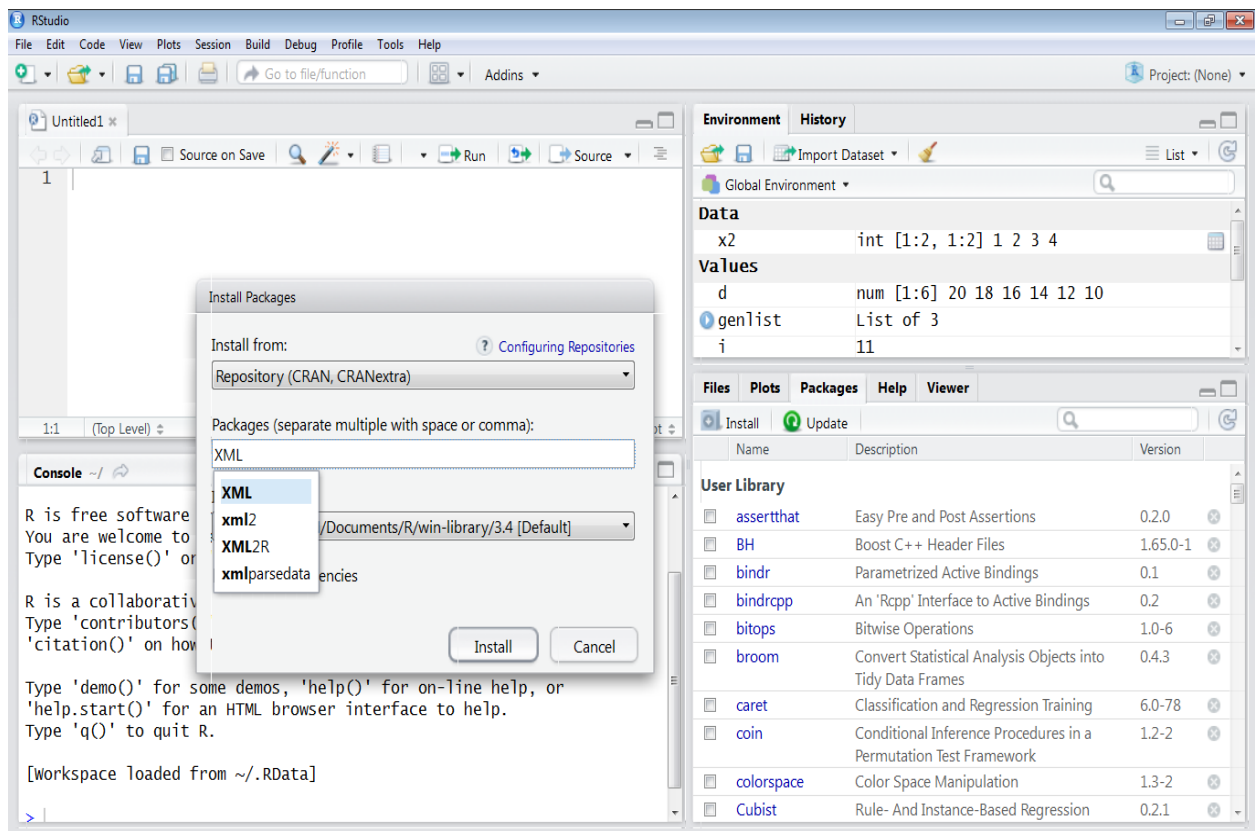 RStudio
File Edit Code View Plots Session Build Debug Profile Tools Help
Go to file/function
Addins
Project: (None)
Untitled1
Source on Save
Run
Source
1
1:1 (Top Level)
Console ~/
R is free software
You are welcome to
Type 'license()' or
R is a collaborativ
Type 'contributors(
'citation()' on how
Type 'demo()' for some demos, 'help()' for on-line help, or
'help.start()' for an HTML browser interface to help.
Type 'q()' to quit R.
[Workspace loaded from ~/.RData]
>
Install Packages
Install from:
? Configuring Repositories
Repository (CRAN, CRANextra)
Packages (separate multiple with space or comma):
XML
XML
xml2
XML2R
xmlparsedata
/Documents/R/win-library/3.4 [Default]
encies
Install
Cancel
Environment History
Import Dataset
List
Global Environment
Data
x2 int [1:2, 1:2] 1 2 3 4
Values
d num [1:6] 20 18 16 14 12 10
genlist List of 3
i 11
Files Plots Packages Help Viewer
Install Update
Name Description Version
User Library
assertthat Easy Pre and Post Assertions 0.2.0
BH Boost C++ Header Files 1.65.0-1
bindr Parametrized Active Bindings 0.1
bindrcpp An 'Rcpp' Interface to Active Bindings 0.2
bitops Bitwise Operations 1.0-6
broom Convert Statistical Analysis Objects into 0.4.3
Tidy Data Frames
caret Classification and Regression Training 6.0-78
coin Conditional Inference Procedures in a 1.2-2
Permutation Test Framework
colorspace Color Space Manipulation 1.3-2
Cubist Rule- And Instance-Based Regression 0.2.1